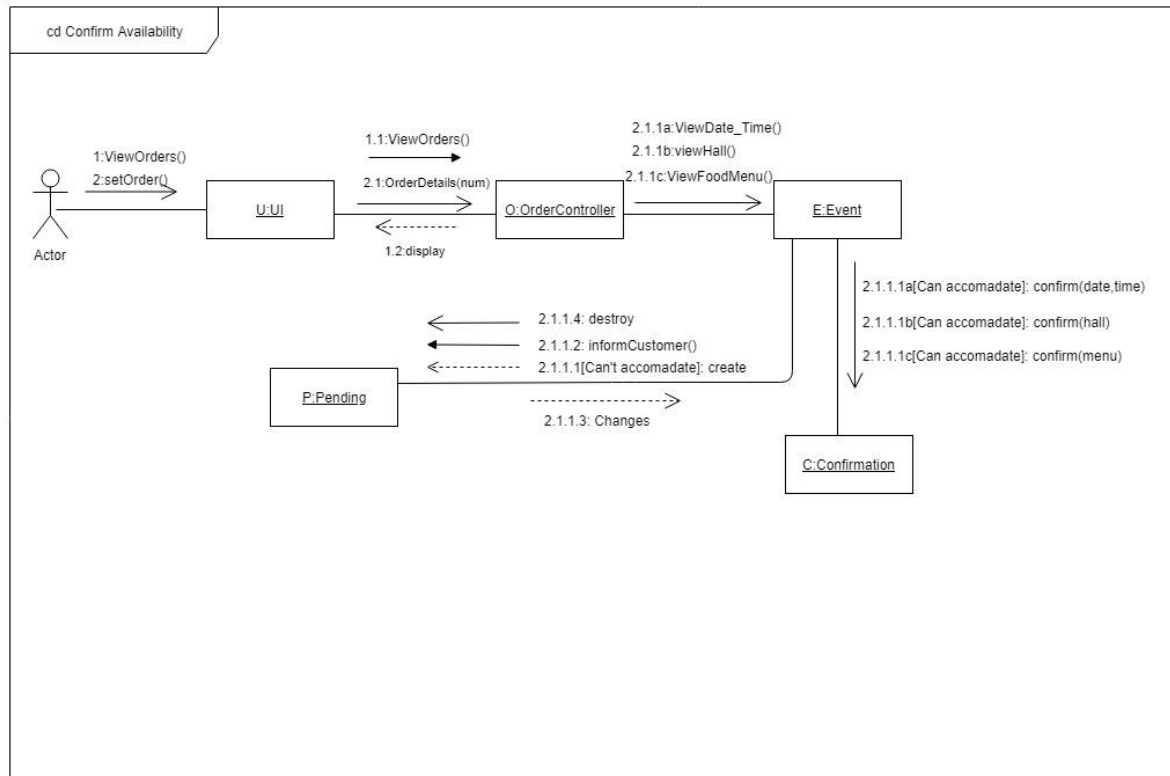 cd Confirm Availability
1:ViewOrders()
2:setOrder()
Actor
U:UI
1.1:ViewOrders()
2.1:OrderDetails(num)
1.2:display
O:OrderController
2.1.1a:ViewDate_Time()
2.1.1b:viewHall()
2.1.1c:ViewFoodMenu()
E:Event
2.1.1.1a[Can accomadate]: confirm(date,time)
2.1.1.1b[Can accomadate]: confirm(hall)
2.1.1.1c[Can accomadate]: confirm(menu)
2.1.1.4: destroy
2.1.1.2: informCustomer()
2.1.1.1[Can't accomadate]: create
P:Pending
2.1.1.3: Changes
C:Confirmation